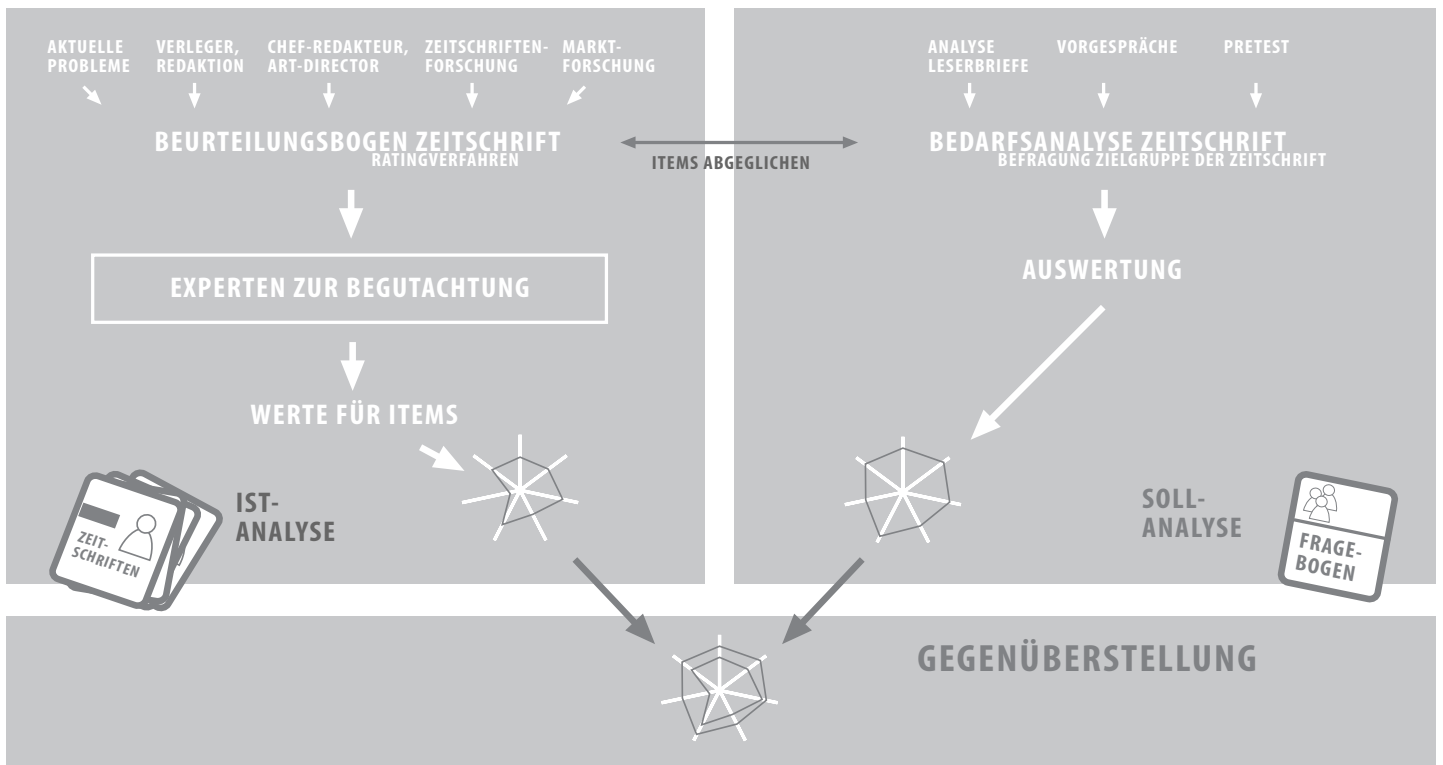 AKTUELLE
PROBLEME
VERLEGER,
REDAKTION
CHEF-REDAKTEUR,
ART-DIRECTOR
ZEITSCHRIFTEN-
FORSCHUNG
MARKT-
FORSCHUNG
BEURTEILUNGSBOGEN ZEITSCHRIFT
RATINGVERFAHREN
EXPERTEN ZUR BEGUTACHTUNG
WERTE FÜR ITEMS
IST-
ANALYSE
ZEIT-
SCHRIFTEN
ITEMS ABGEGLICHEN
ANALYSE
LESERBRIEFE
VORGESPRÄCHE
PRETEST
BEDARFSANALYSE ZEITSCHRIFT
BEFRAGUNG ZIELGRUPPE DER ZEITSCHRIFT
AUSWERTUNG
SOLL-
ANALYSE
FRAGE-
BOGEN
GEGENÜBERSTELLUNG